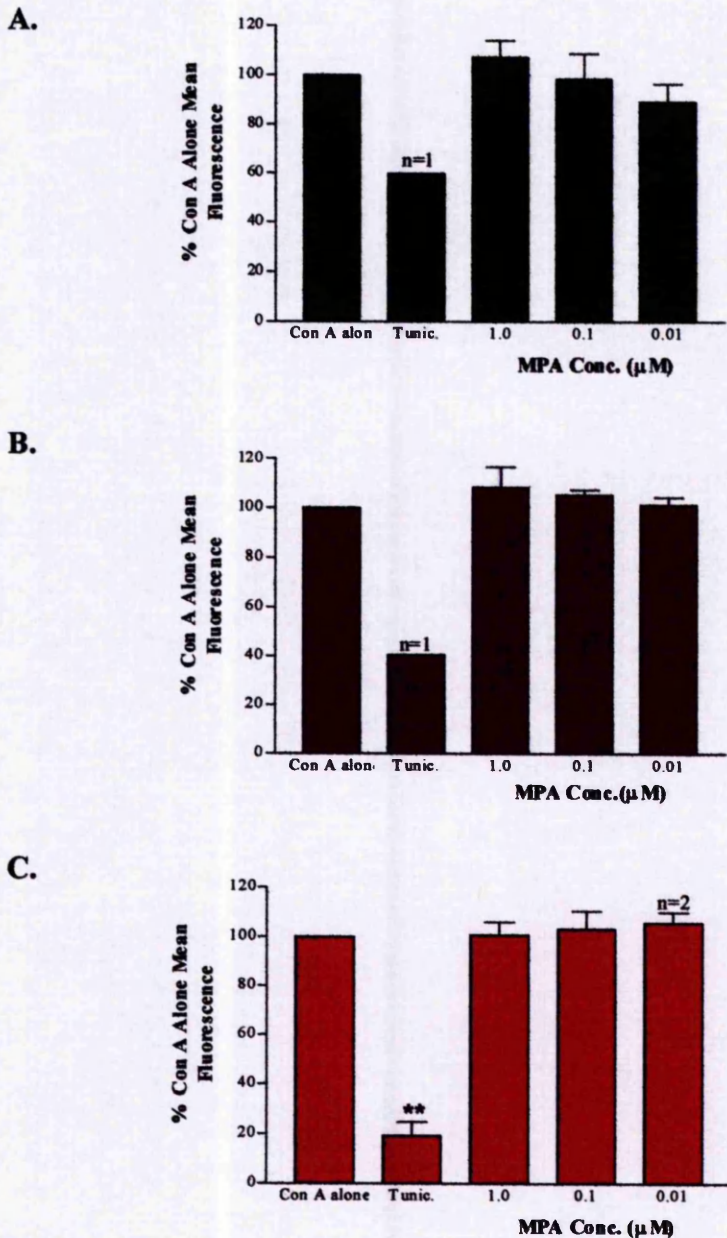 A.
% Con A Alone Mean
Fluorescence
120
100
80
60
40
20
0
n=1
Con A alon
Tunic.
1.0
0.1
0.01
MPA Conc. (μM)
B.
% Con A Alone Mean
Fluorescence
120
100
80
60
40
20
0
n=1
Con A alon
Tunic.
1.0
0.1
0.01
MPA Conc.(μM)
C.
% Con A Alone Mean
Fluorescence
120
100
80
60
40
20
0
**
n=2
Con A alone
Tunic.
1.0
0.1
0.01
MPA Conc. (μM)